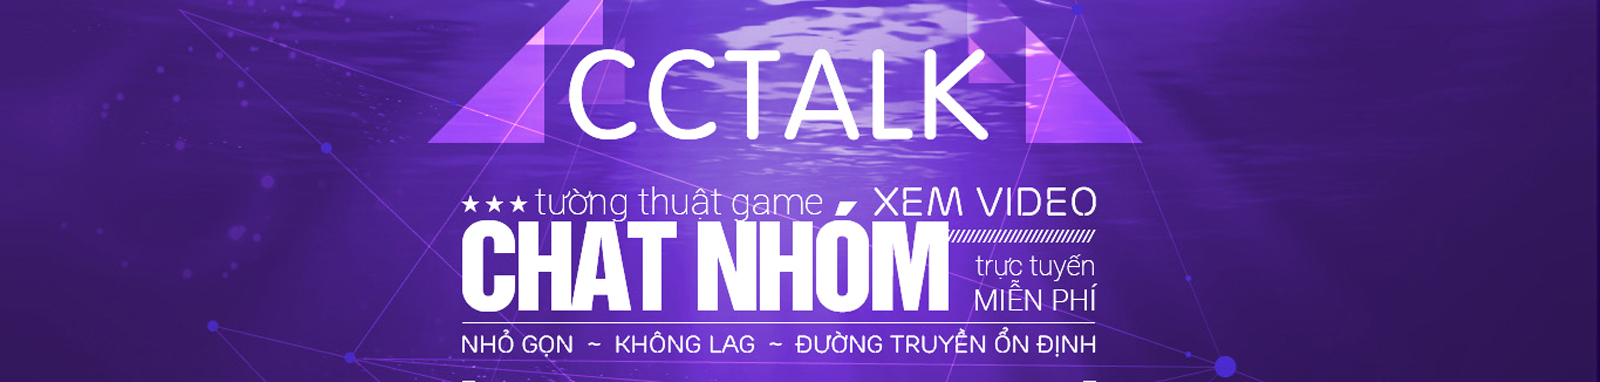 CCTALK
tường thuật game XEM VIDEO
CHAT NHÓM
trực tuyến
MIỄN PHÍ
NHỎ GỌN ~ KHÔNG LAG ~ ĐƯỜNG TRUYỀN ỔN ĐỊNH